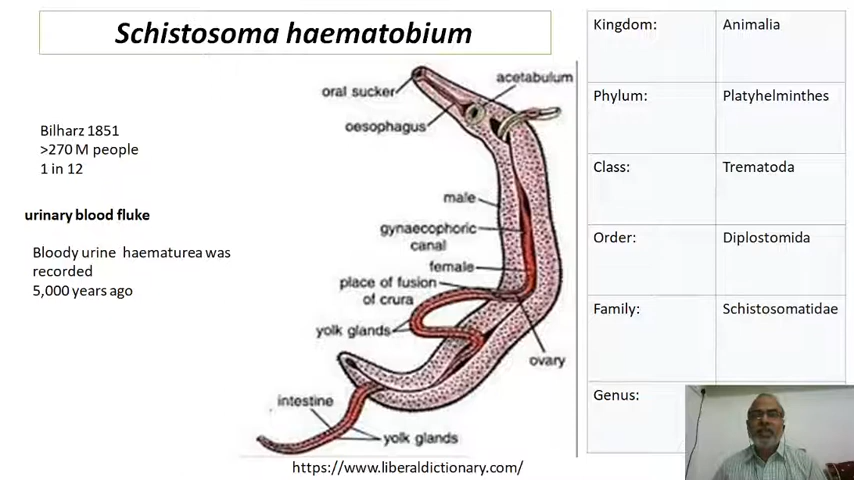 Schistosoma haematobium
Bilharz 1851
>270 M people
1 in 12
urinary blood fluke
Bloody urine haematurea was
recorded
5,000 years ago
oral sucker
acetabulum
oesophagus
male
gynaecophoric
canal
female
place of fusion
of crura
yolk glands
ovary
intestine
yolk glands
https://www.liberaldictionary.com/
Kingdom: Animalia
Phylum: Platyhelminthes
Class: Trematoda
Order: Diplostomida
Family: Schistosomatidae
Genus: